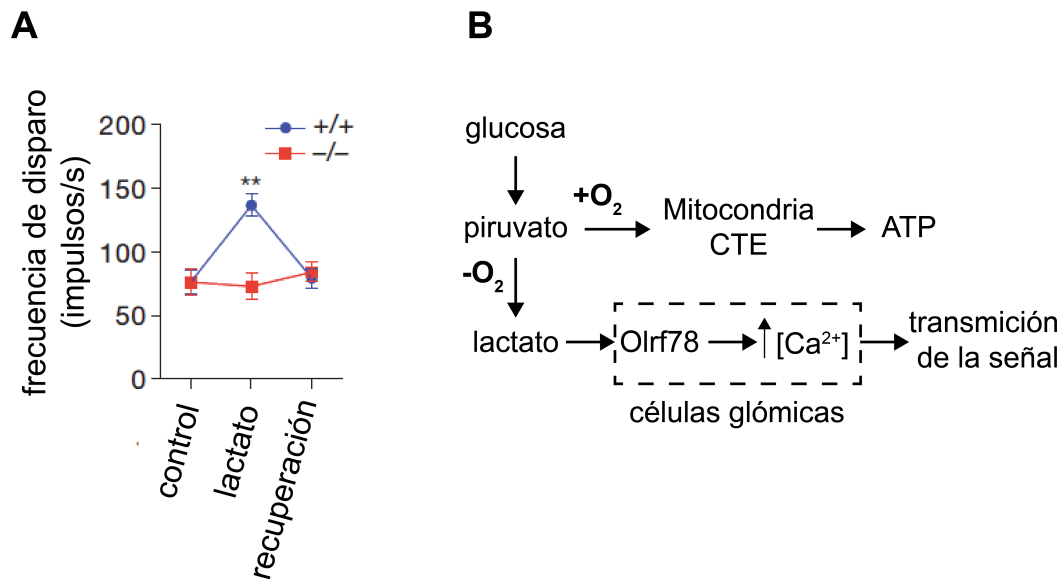 A
frecuencia de disparo
(impulsos/s)
200
150
100
50
0
+/+
–/–
**
control
lactato
recuperación
B
glucosa
piruvato
+O2
Mitocondria
CTE
ATP
-O2
lactato
Olrf78
[Ca2+]
células glómicas
transmición
de la señal